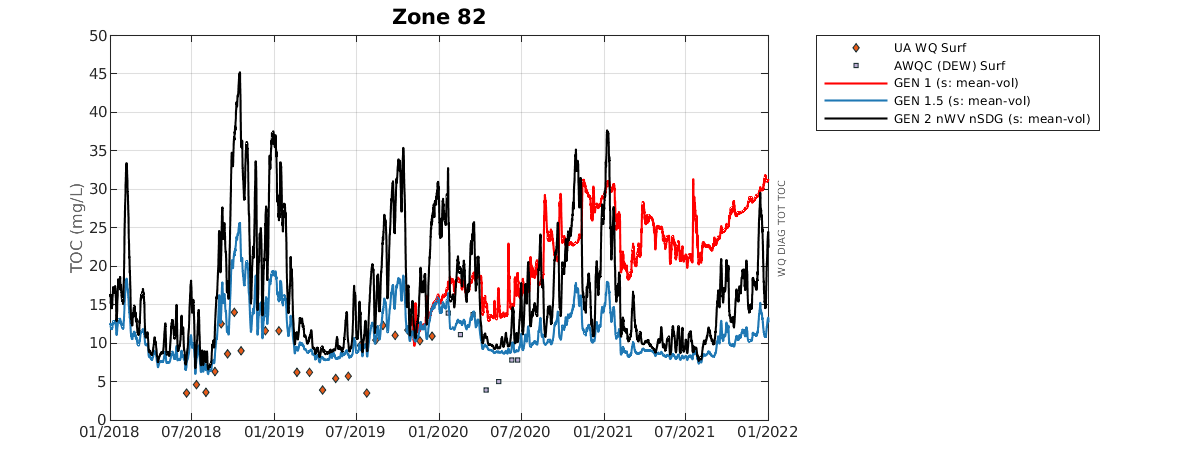 Zone 82
50
45
40
35
30
25
20
15
10
5
0
TOC (mg/L)
01/2018 07/2018 01/2019 07/2019 01/2020 07/2020 01/2021 07/2021 01/2022
WQ DIAG TOT TOC
UA WQ Surf
AWQC (DEW) Surf
GEN 1 (s: mean-vol)
GEN 1.5 (s: mean-vol)
GEN 2 nWV nSDG (s: mean-vol)